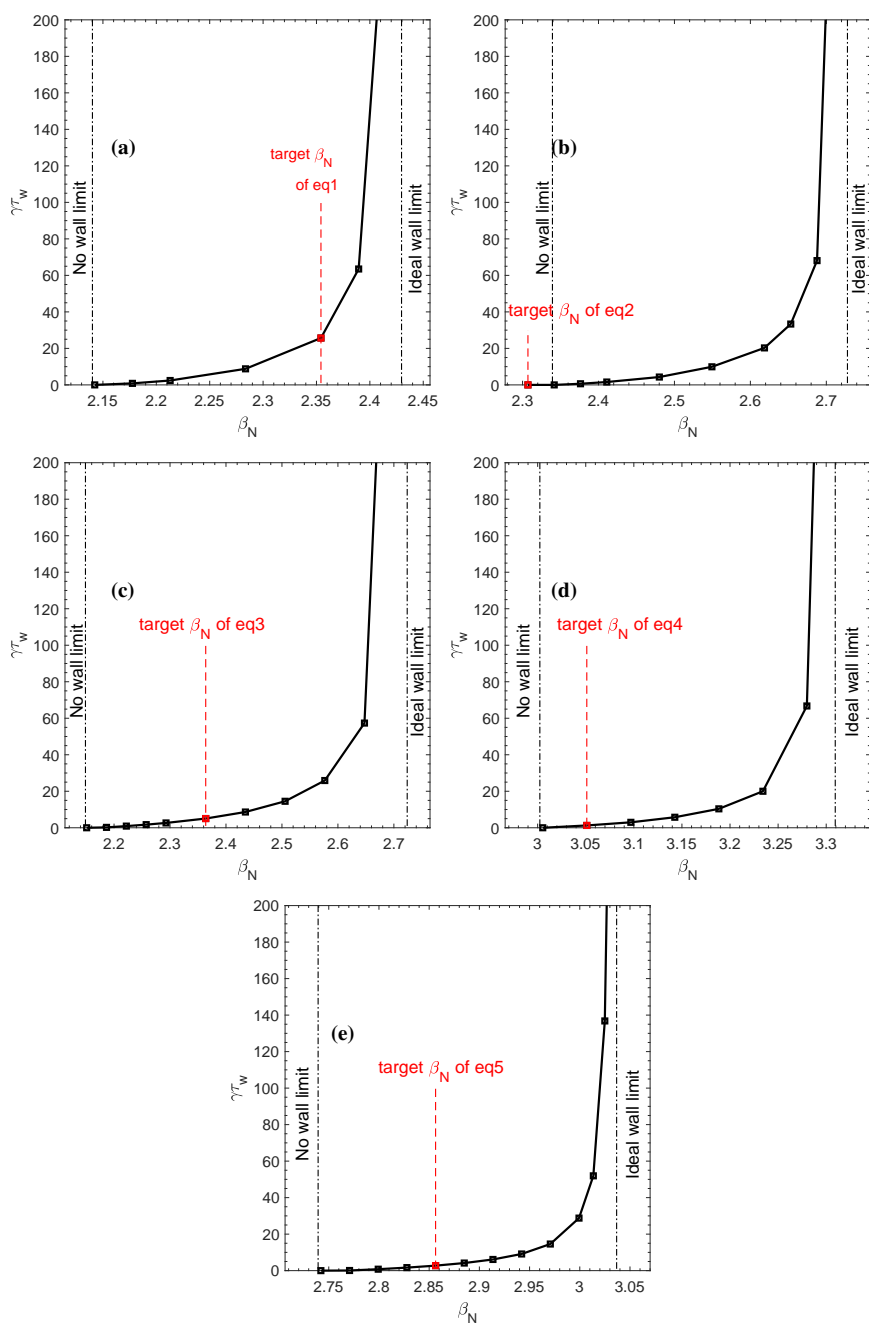 200
180
160
140
120
100
80
60
40
20
0
γτw
(a)
target βN
of eq1
No wall limit
Ideal wall limit
2.15
2.2
2.25
2.3
2.35
2.4
2.45
βN
200
180
160
140
120
100
80
60
40
20
0
γτw
(b)
target βN of eq2
No wall limit
Ideal wall limit
2.3
2.4
2.5
2.6
2.7
βN
200
180
160
140
120
100
80
60
40
20
0
γτw
(c)
target βN of eq3
No wall limit
Ideal wall limit
2.2
2.3
2.4
2.5
2.6
2.7
βN
200
180
160
140
120
100
80
60
40
20
0
γτw
(d)
target βN of eq4
No wall limit
Ideal wall limit
3
3.05
3.1
3.15
3.2
3.25
3.3
βN
200
180
160
140
120
100
80
60
40
20
0
γτw
(e)
target βN of eq5
No wall limit
Ideal wall limit
2.75
2.8
2.85
2.9
2.95
3
3.05
βN